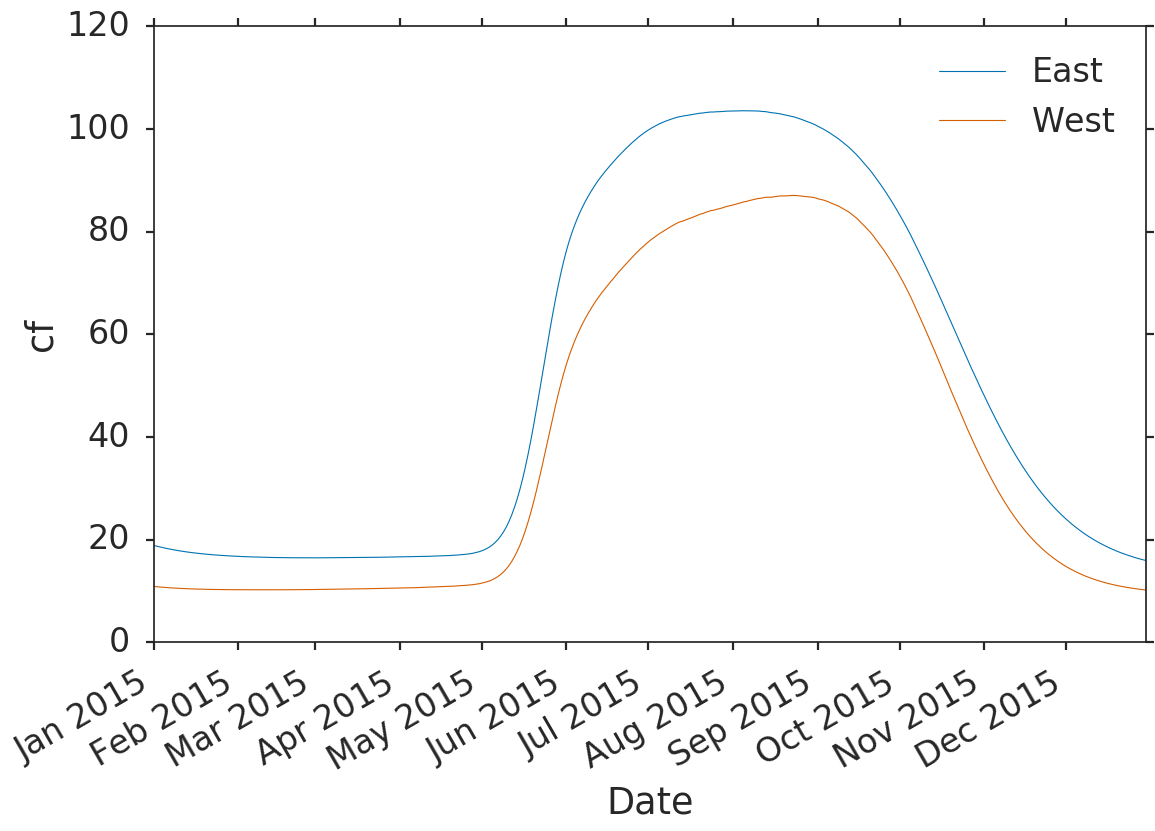 120
100
80
60
40
20
0
cf
East
West
Jan 2015
Feb 2015
Mar 2015
Apr 2015
May 2015
Jun 2015
Jul 2015
Aug 2015
Sep 2015
Oct 2015
Nov 2015
Dec 2015
Date